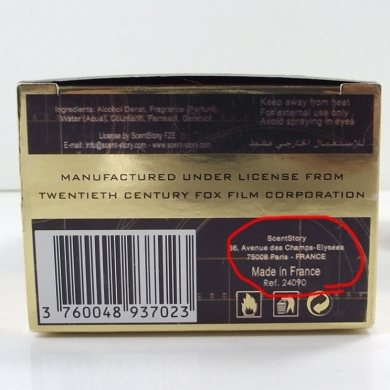 Ingredients: Alcohol Denat, Fragrance (Parfum),
Water (Aqua), Coumarin, Farnesol, Geraniol.
License by ScentStory FZE
E-mail: info@scent-story.com - www.scent-story.com
Keep away from heat
For external use only
Avoid spraying in eyes
للإستعمال الخارجي فقط
MANUFACTURED UNDER LICENSE FROM
TWENTIETH CENTURY FOX FILM CORPORATION
3 760048 937023
ScentStory
Avenue des Champs-Elysées
75008 Paris - FRANCE
Made in France
Ref. 24090